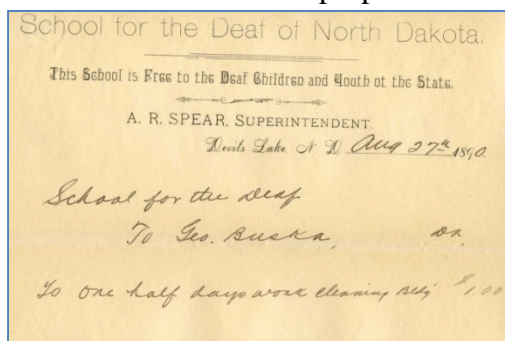 School for the Deaf of North Dakota.
This School is Free to the Deaf Children and Youth of the State.
A. R. SPEAR, SUPERINTENDENT.
Devils Lake, N. D. Aug 27th 1890.
School for the Deaf
To Geo. Buska, Dr.
To one half days work cleaning Bldg $1.00